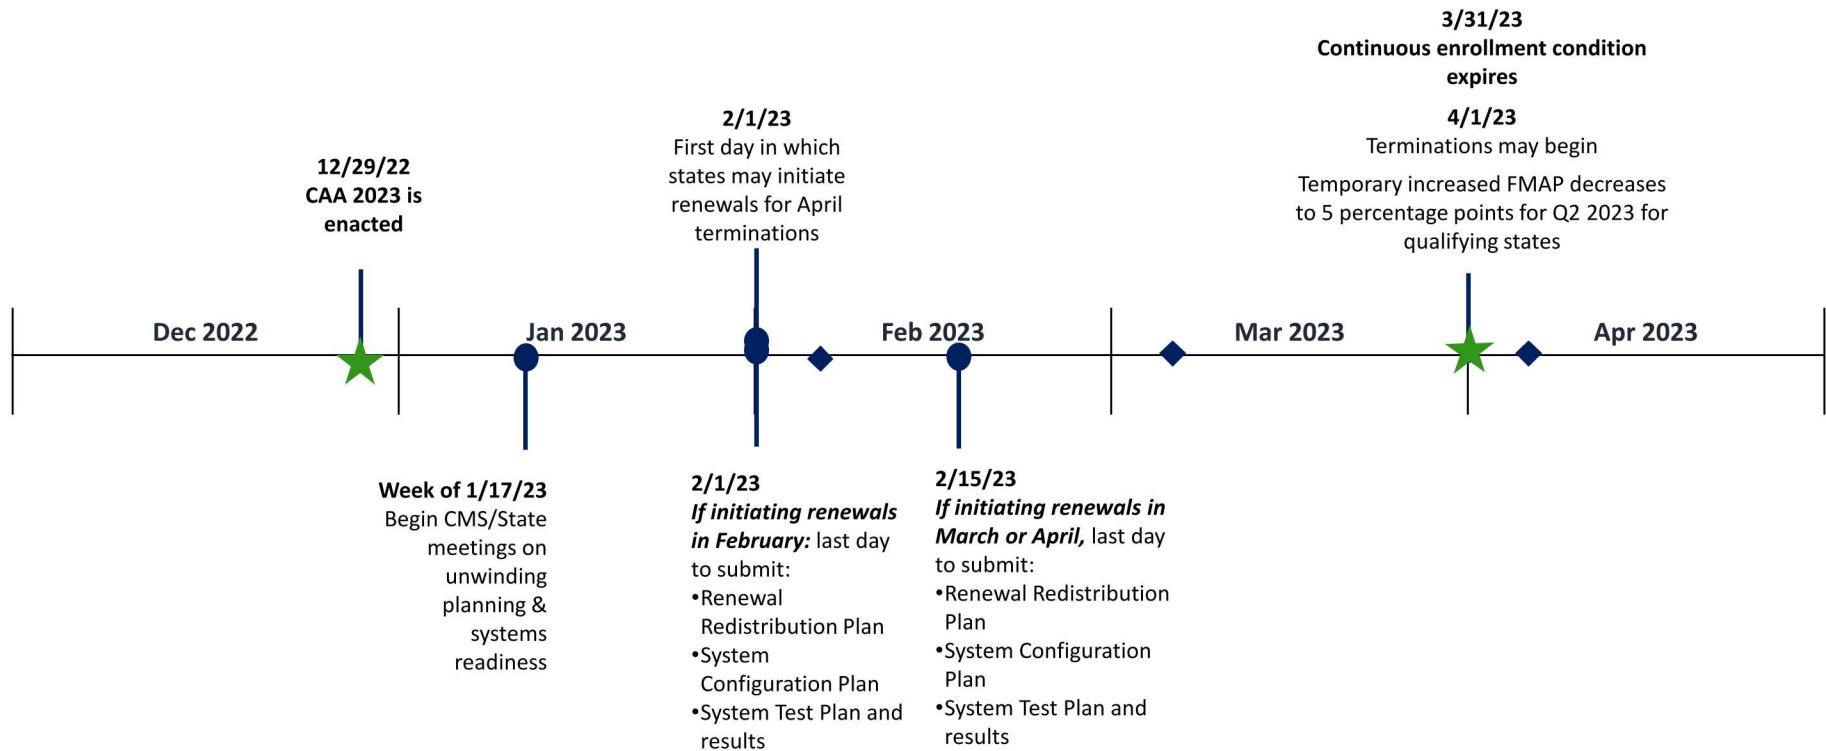 3/31/23
Continuous enrollment condition
expires
4/1/23
Terminations may begin
Temporary increased FMAP decreases
to 5 percentage points for Q2 2023 for
qualifying states
2/1/23
First day in which
states may initiate
renewals for April
terminations
12/29/22
CAA 2023 is
enacted
Dec 2022
Jan 2023
Feb 2023
Mar 2023
Apr 2023
Week of 1/17/23
Begin CMS/State
meetings on
unwinding
planning &
systems
readiness
2/1/23
If initiating renewals
in February: last day
to submit:
•Renewal
Redistribution Plan
•System
Configuration Plan
•System Test Plan and
results
2/15/23
If initiating renewals in
March or April, last day
to submit:
•Renewal Redistribution
Plan
•System Configuration
Plan
•System Test Plan and
results